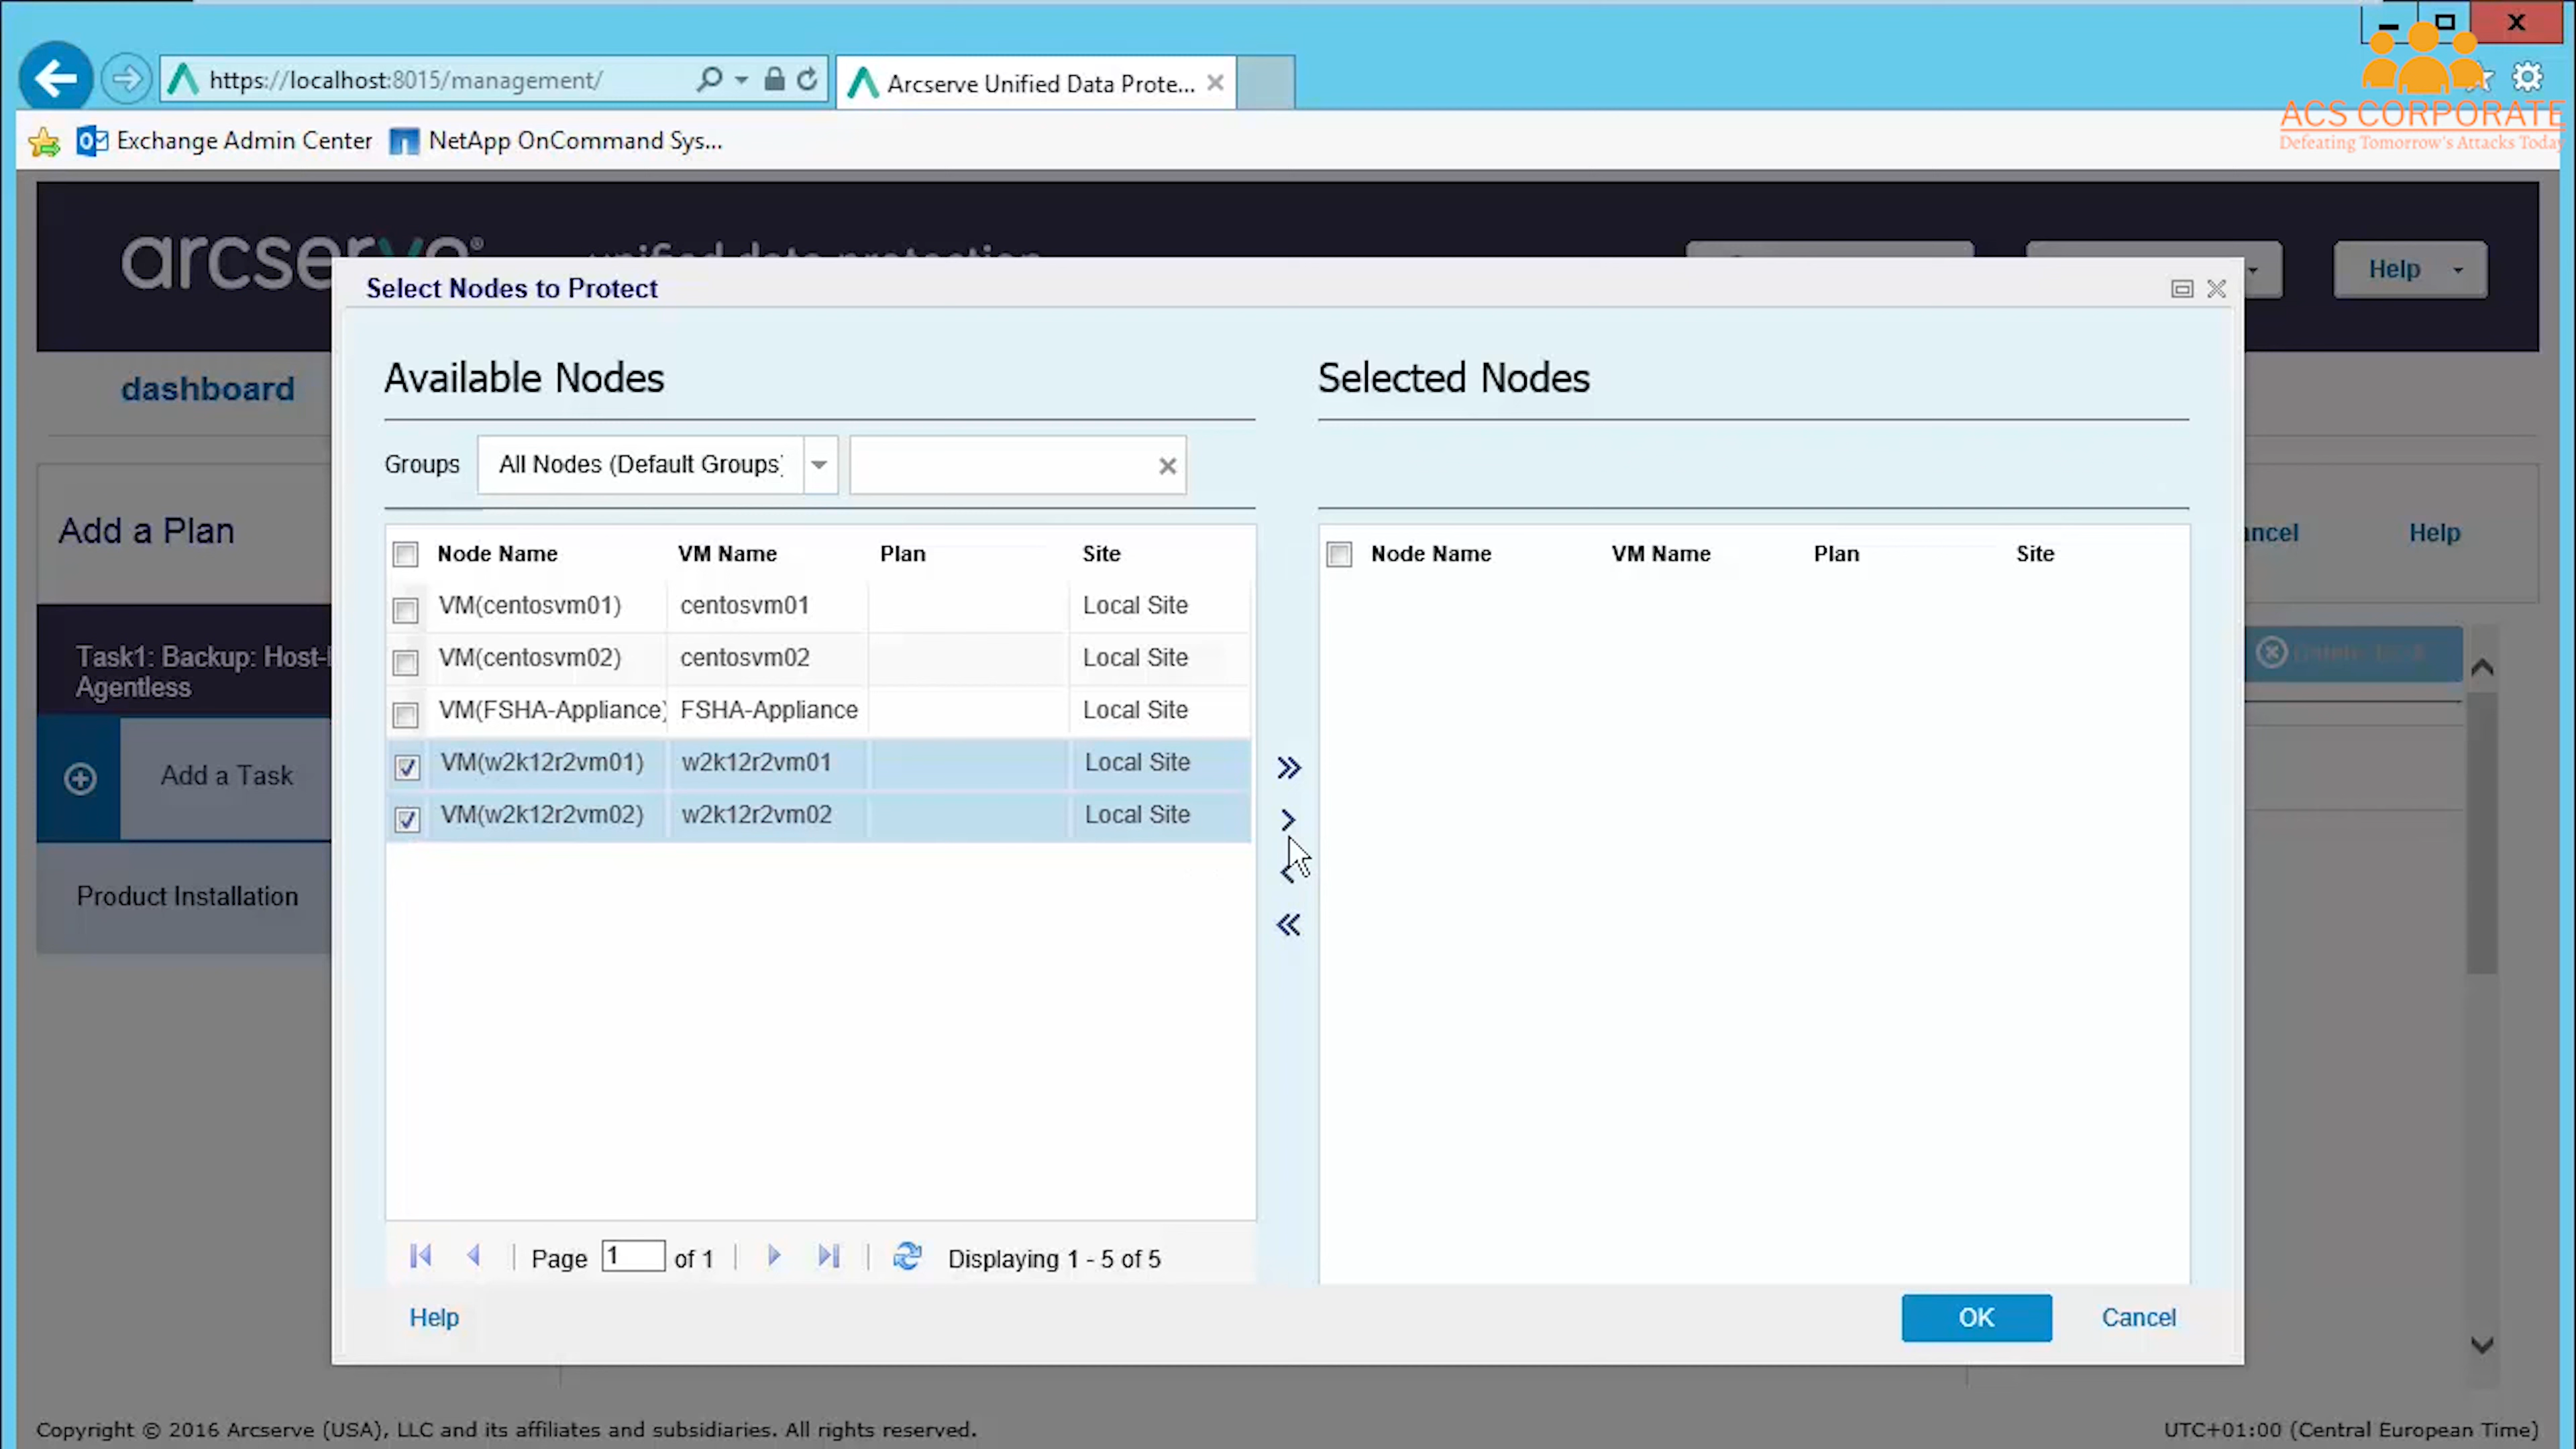 https://localhost:8015/management/
Arcserve Unified Data Prote...
ACS CORPORATE
Defeating Tomorrow's Attacks Today
Exchange Admin Center
NetApp OnCommand Sys...
arcserve®
unified data protection
Help
Select Nodes to Protect
dashboard
Available Nodes
Selected Nodes
Groups
All Nodes (Default Groups)
Add a Plan
ancel
Help
Node Name VM Name Plan Site
VM(centosvm01) centosvm01 Local Site
VM(centosvm02) centosvm02 Local Site
VM(FSHA-Appliance) FSHA-Appliance Local Site
VM(w2k12r2vm01) w2k12r2vm01 Local Site
VM(w2k12r2vm02) w2k12r2vm02 Local Site
Node Name VM Name Plan Site
Task1: Backup: Host-
Agentless
Add a Task
Product Installation
Page 1 of 1
Displaying 1 - 5 of 5
Help
OK
Cancel
Copyright © 2016 Arcserve (USA), LLC and its affiliates and subsidiaries. All rights reserved.
UTC+01:00 (Central European Time)